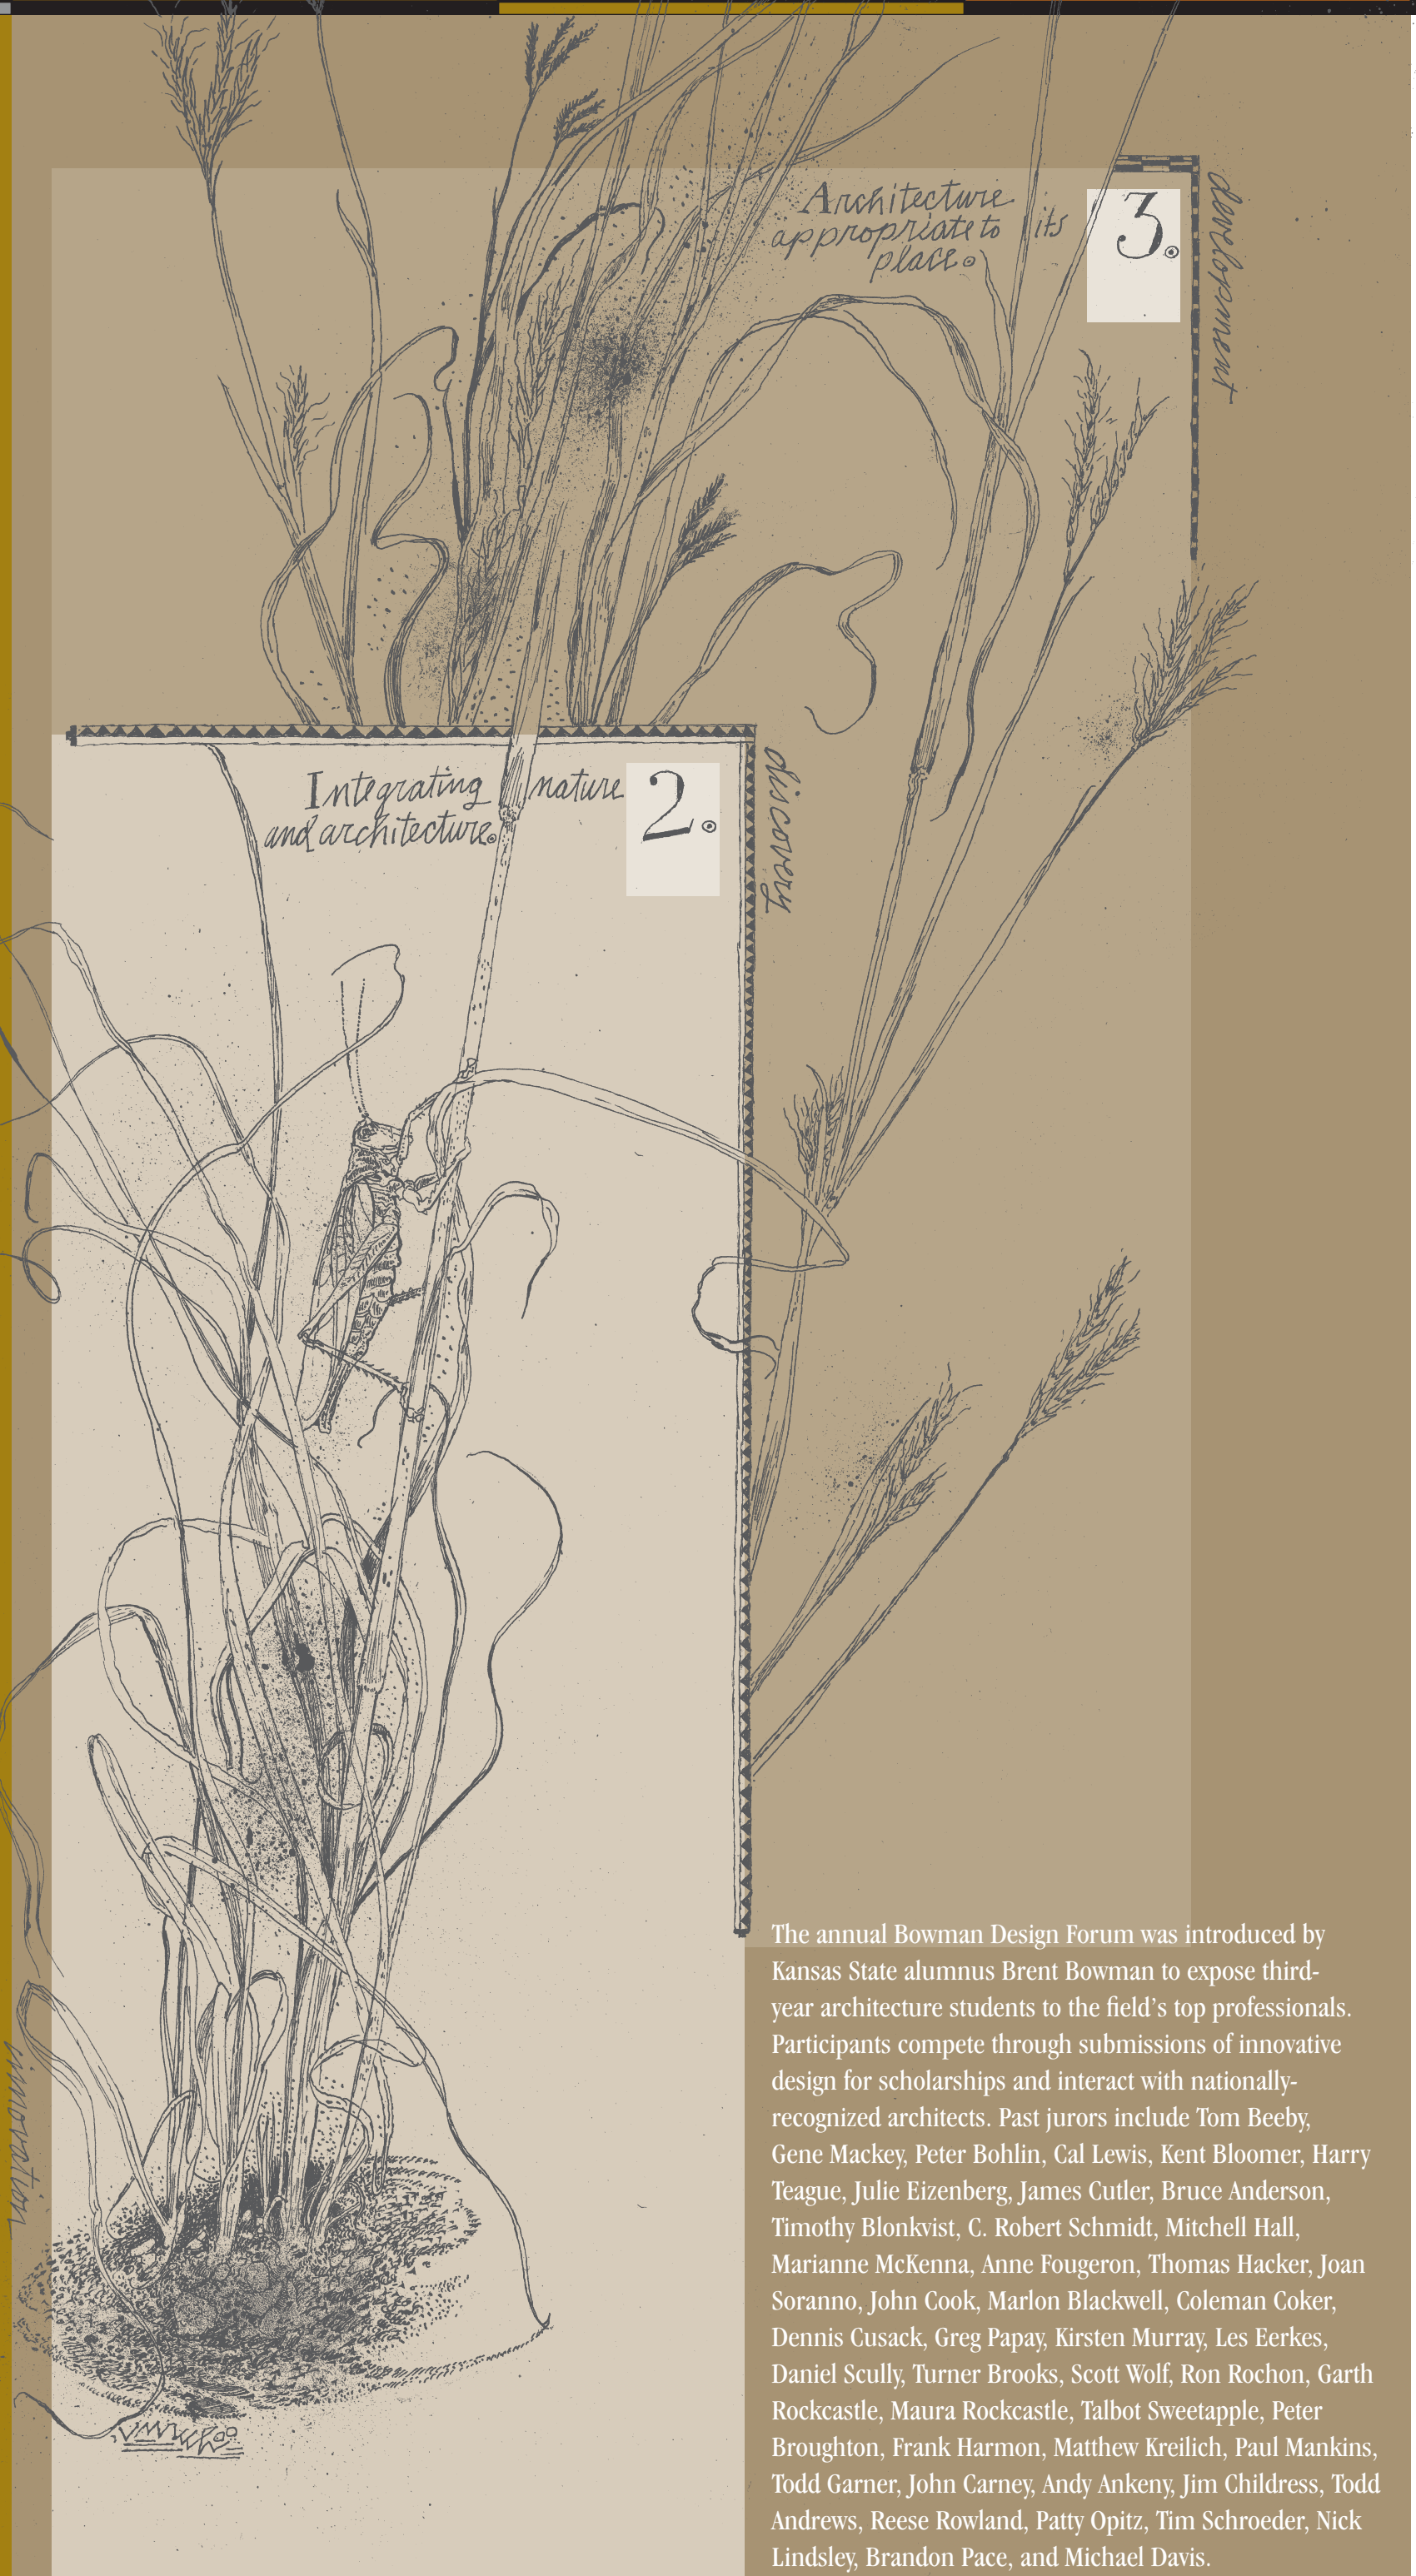 Architecture
appropriate to its
place.
3.
development
Integrating nature
and architecture.
2.
discovery
innovation
The annual Bowman Design Forum was introduced by
Kansas State alumnus Brent Bowman to expose third-
year architecture students to the field’s top professionals.
Participants compete through submissions of innovative
design for scholarships and interact with nationally-
recognized architects. Past jurors include Tom Beeby,
Gene Mackey, Peter Bohlin, Cal Lewis, Kent Bloomer, Harry
Teague, Julie Eizenberg, James Cutler, Bruce Anderson,
Timothy Blonkvist, C. Robert Schmidt, Mitchell Hall,
Marianne McKenna, Anne Fougeron, Thomas Hacker, Joan
Soranno, John Cook, Marlon Blackwell, Coleman Coker,
Dennis Cusack, Greg Papay, Kirsten Murray, Les Eerkes,
Daniel Scully, Turner Brooks, Scott Wolf, Ron Rochon, Garth
Rockcastle, Maura Rockcastle, Talbot Sweetapple, Peter
Broughton, Frank Harmon, Matthew Kreilich, Paul Mankins,
Todd Garner, John Carney, Andy Ankeny, Jim Childress, Todd
Andrews, Reese Rowland, Patty Opitz, Tim Schroeder, Nick
Lindsley, Brandon Pace, and Michael Davis.